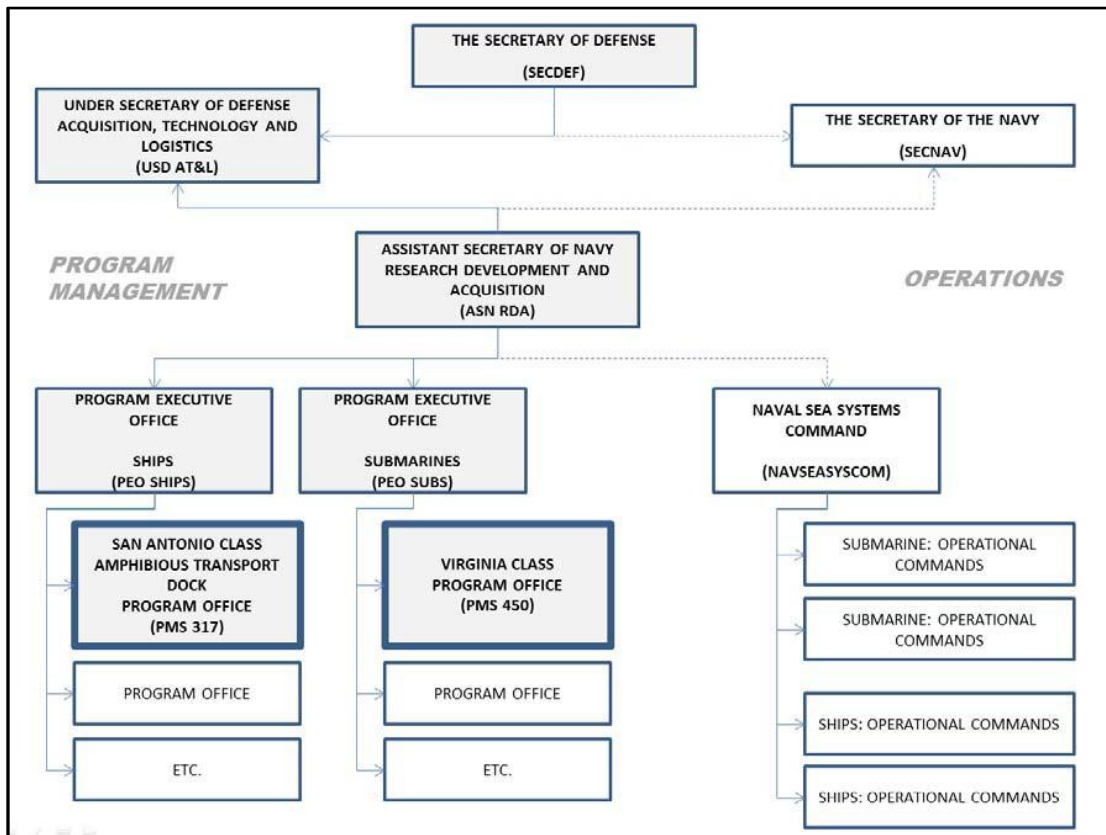 THE SECRETARY OF DEFENSE
(SECDEF)
UNDER SECRETARY OF DEFENSE
ACQUISITION, TECHNOLOGY AND
LOGISTICS
(USD AT&L)
THE SECRETARY OF THE NAVY
(SECNAV)
ASSISTANT SECRETARY OF NAVY
RESEARCH DEVELOPMENT AND
ACQUISITION
(ASN RDA)
PROGRAM
MANAGEMENT
OPERATIONS
PROGRAM EXECUTIVE
OFFICE
SHIPS
(PEO SHIPS)
PROGRAM EXECUTIVE
OFFICE
SUBMARINES
(PEO SUBS)
NAVAL SEA SYSTEMS
COMMAND
(NAVSEASYSCOM)
SAN ANTONIO CLASS
AMPHIBIOUS TRANSPORT
DOCK
PROGRAM OFFICE
(PMS 317)
PROGRAM OFFICE
ETC.
VIRGINIA CLASS
PROGRAM OFFICE
(PMS 450)
PROGRAM OFFICE
ETC.
SUBMARINE: OPERATIONAL
COMMANDS
SUBMARINE: OPERATIONAL
COMMANDS
SHIPS: OPERATIONAL COMMANDS
SHIPS: OPERATIONAL COMMANDS